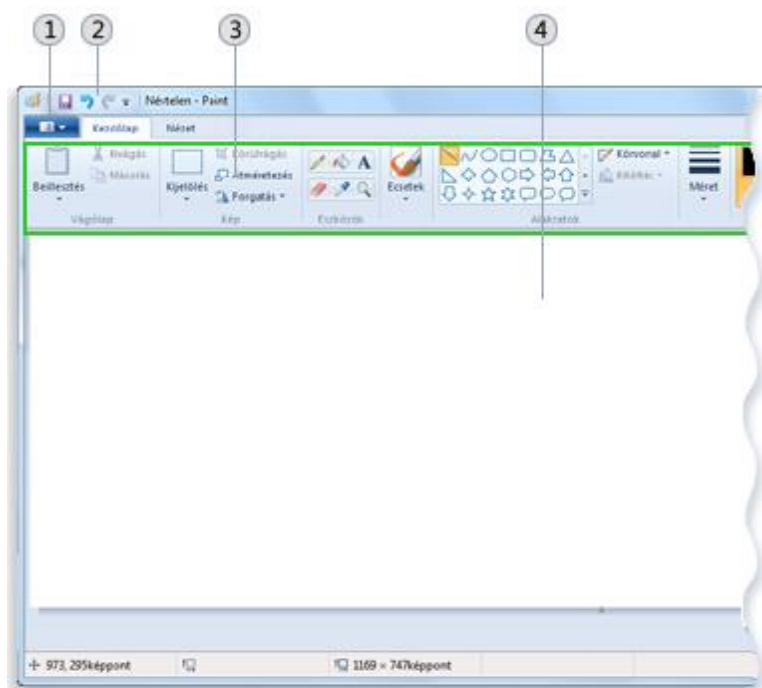 1 2 3 4
Névtelen - Paint
Kezdőlap Nézet
Beillesztés Kivágás Másolás Kijelölés Körülvágás Átméretezés Forgatás A Ecsetek Körvonal Kitöltés Méret
Vágólap Kép Eszközök Alakzatok
973, 295képpont 1169 × 747képpont